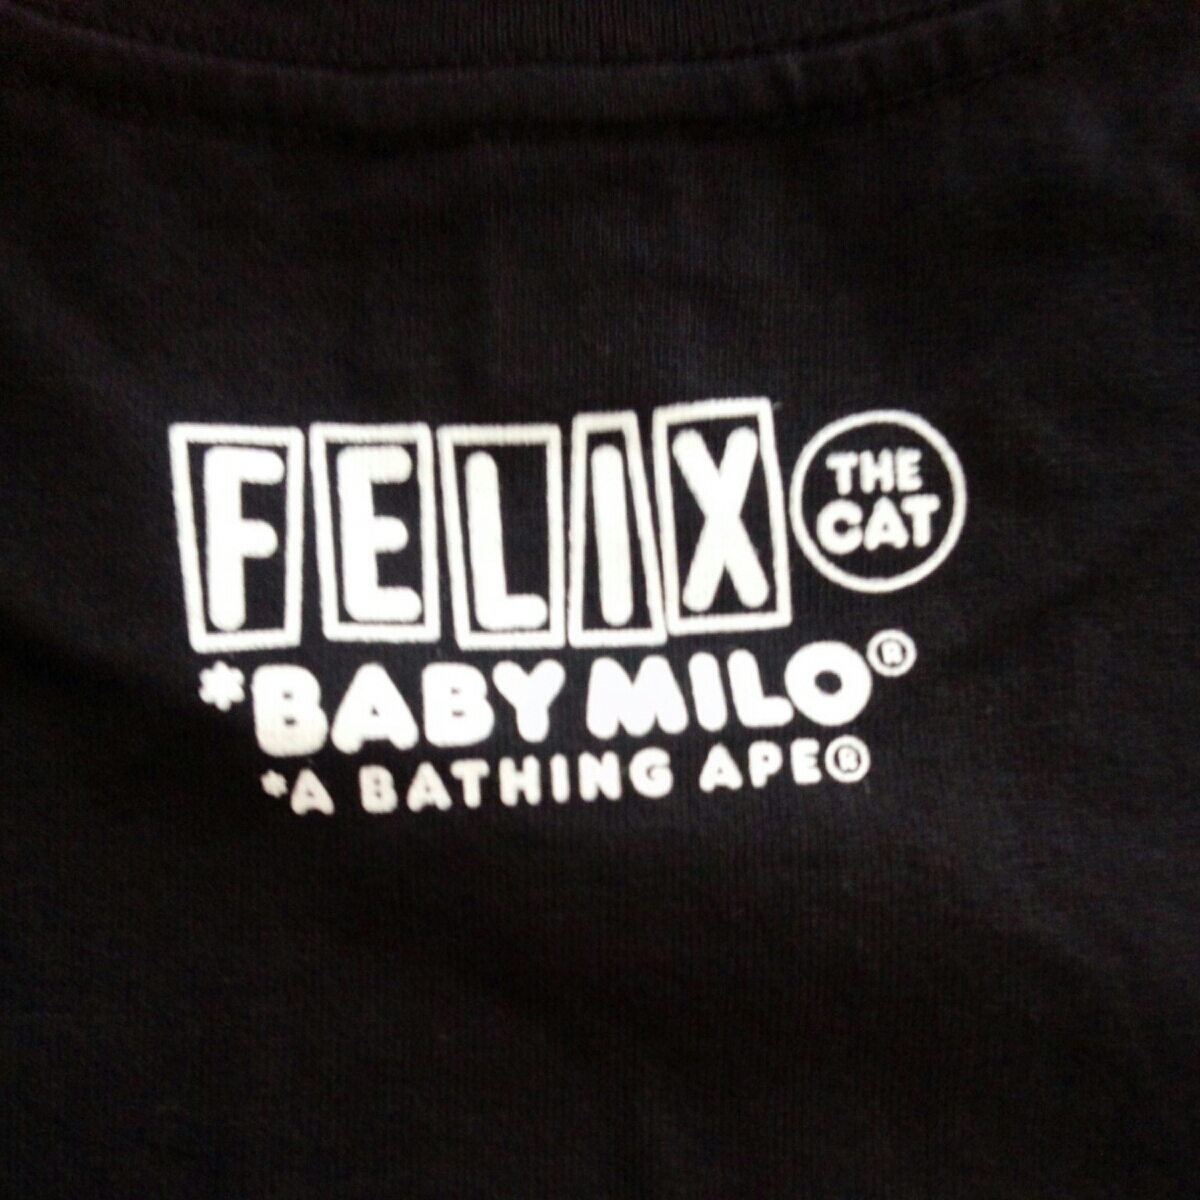 FELIX THE CAT
*BABY MILO®
*A BATHING APE®